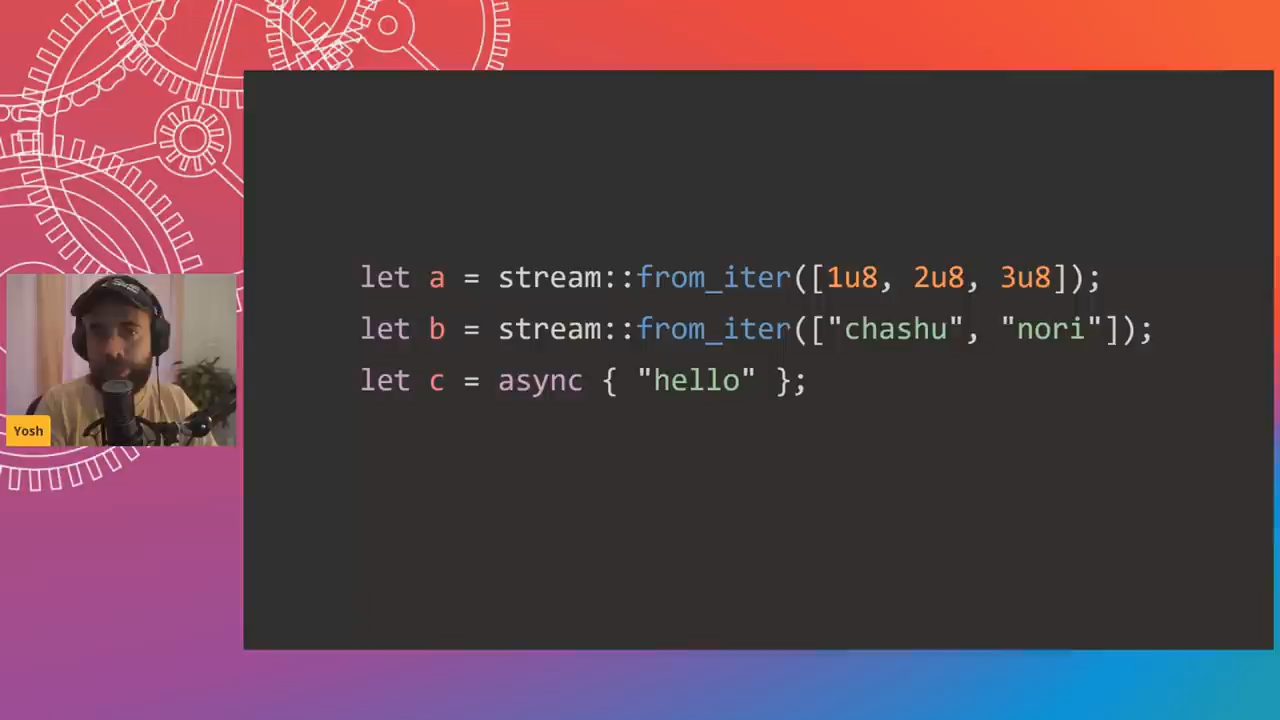 let a = stream::from_iter([1u8, 2u8, 3u8]);
let b = stream::from_iter(["chashu", "nori"]);
let c = async { "hello" };
Yosh